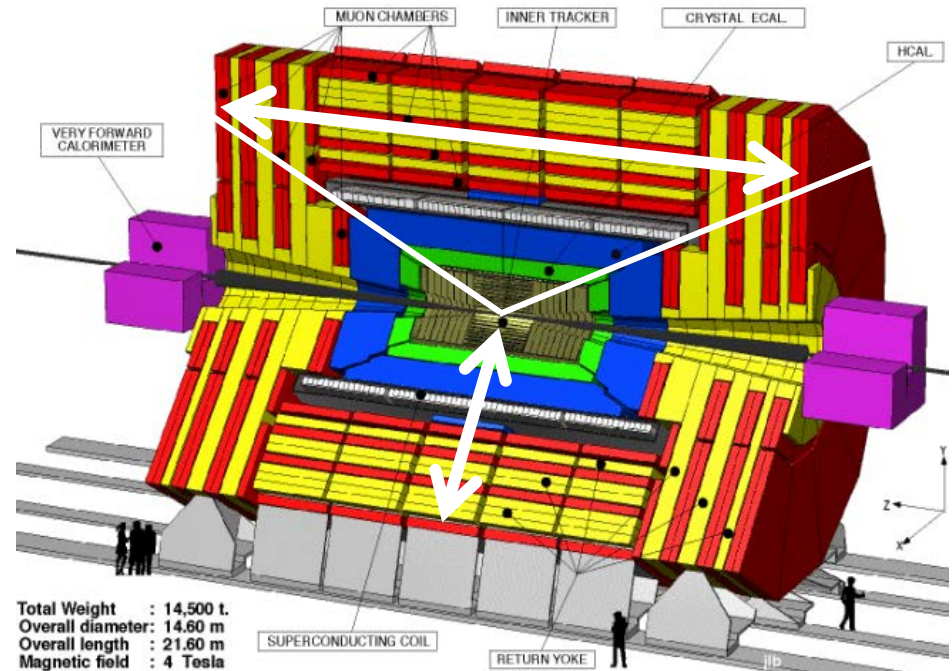 MUON CHAMBERS
INNER TRACKER
CRYSTAL ECAL
HCAL
VERY FORWARD
CALORIMETER
Y
Z
X
Total Weight : 14,500 t.
Overall diameter: 14.60 m
Overall length : 21.60 m
Magnetic field : 4 Tesla
SUPERCONDUCTING COIL
RETURN YOKE